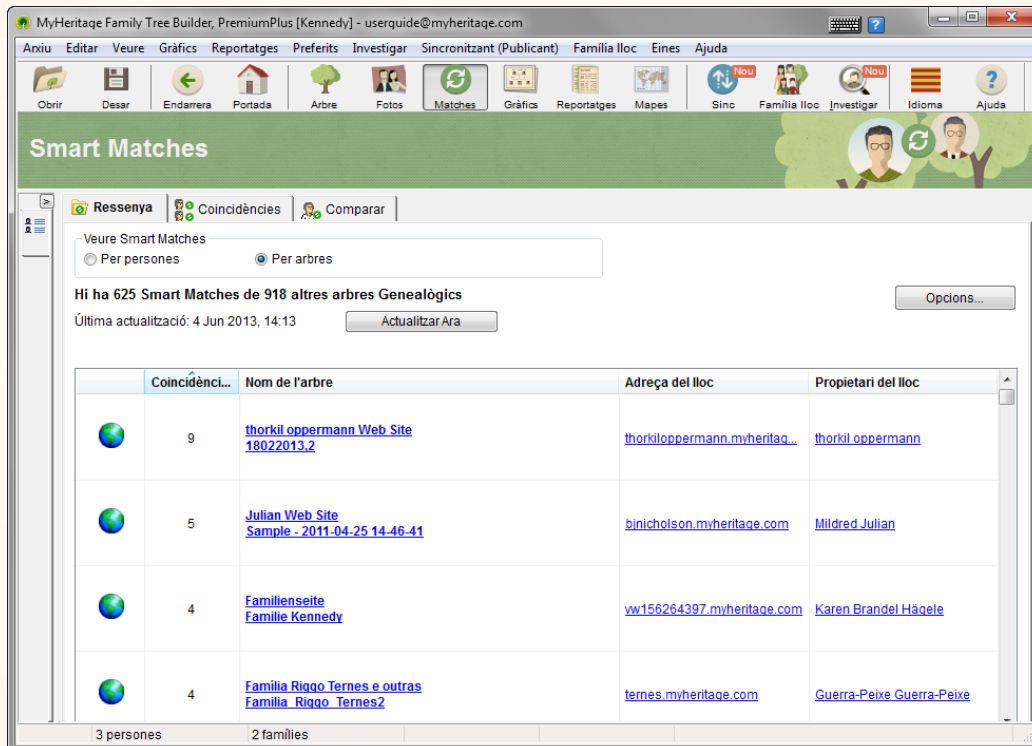 MyHeritage Family Tree Builder, PremiumPlus [Kennedy] - userguide@myheritage.com
Arxiu Editar Veure Gràfics Reportatges Preferits Investigar Sincronitzant (Publicant) Família lloc Eines Ajuda
Nou Nou
Obrir Desar Endarrera Portada Arbre Fotos Matches Gràfics Reportatges Mapes Sinc Família lloc Investigar Idioma Ajuda
Smart Matches
Ressenya Coincidències Comparar
Veure Smart Matches
Per persones Per arbres
Hi ha 625 Smart Matches de 918 altres arbres Genealògics
Opcions...
Última actualització: 4 Jun 2013, 14:13 Actualitzar Ara
Coincidènci... Nom de l'arbre Adreça del lloc Propietari del lloc
thorkil oppermann Web Site
9 thorkiloppermann.myheritag... thorkil oppermann
18022013,2
Julian Web Site
5 bjnicholson.myheritage.com Mildred Julian
Sample - 2011-04-25 14-46-41
Familienseite
4 vw156264397.myheritage.com Karen Brandel Hägele
Familie Kennedy
Família Riggo Ternes e outras
4 ternes.myheritage.com Guerra-Peixe Guerra-Peixe
Familia_Riggo_Ternes2
3 persones 2 famílies